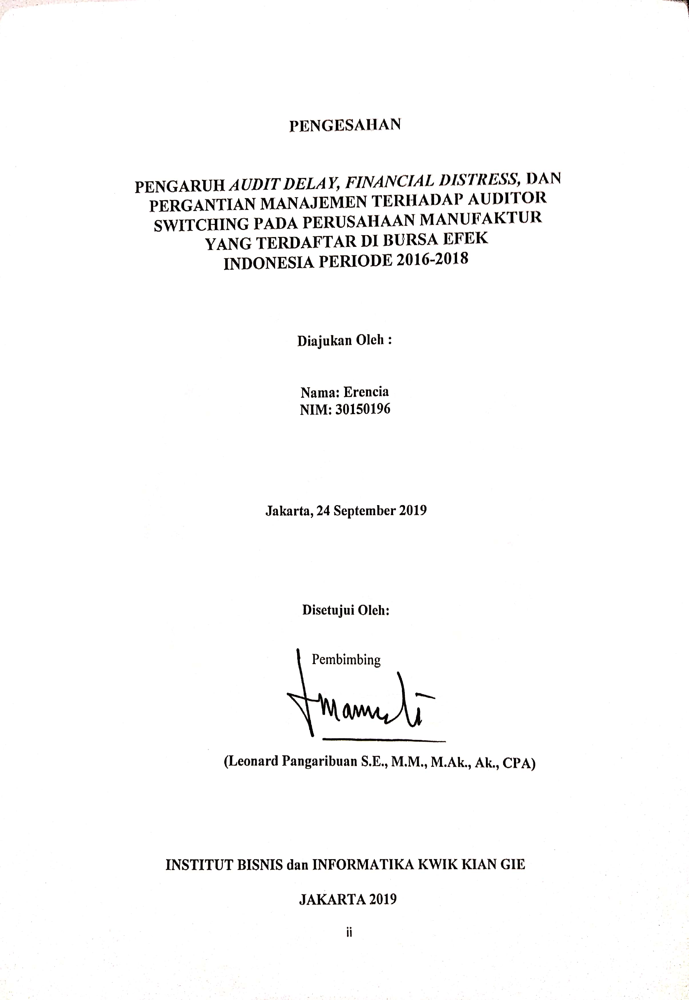 PENGESAHAN
PENGARUH AUDIT DELAY, FINANCIAL DISTRESS, DAN
PERGANTIAN MANAJEMEN TERHADAP AUDITOR
SWITCHING PADA PERUSAHAAN MANUFAKTUR
YANG TERDAFTAR DI BURSA EFEK
INDONESIA PERIODE 2016-2018
Diajukan Oleh :
Nama: Erencia
NIM: 30150196
Jakarta, 24 September 2019
Disetujui Oleh:
Pembimbing
(Leonard Pangaribuan S.E., M.M., M.Ak., Ak., CPA)
INSTITUT BISNIS dan INFORMATIKA KWIK KIAN GIE
JAKARTA 2019
ii